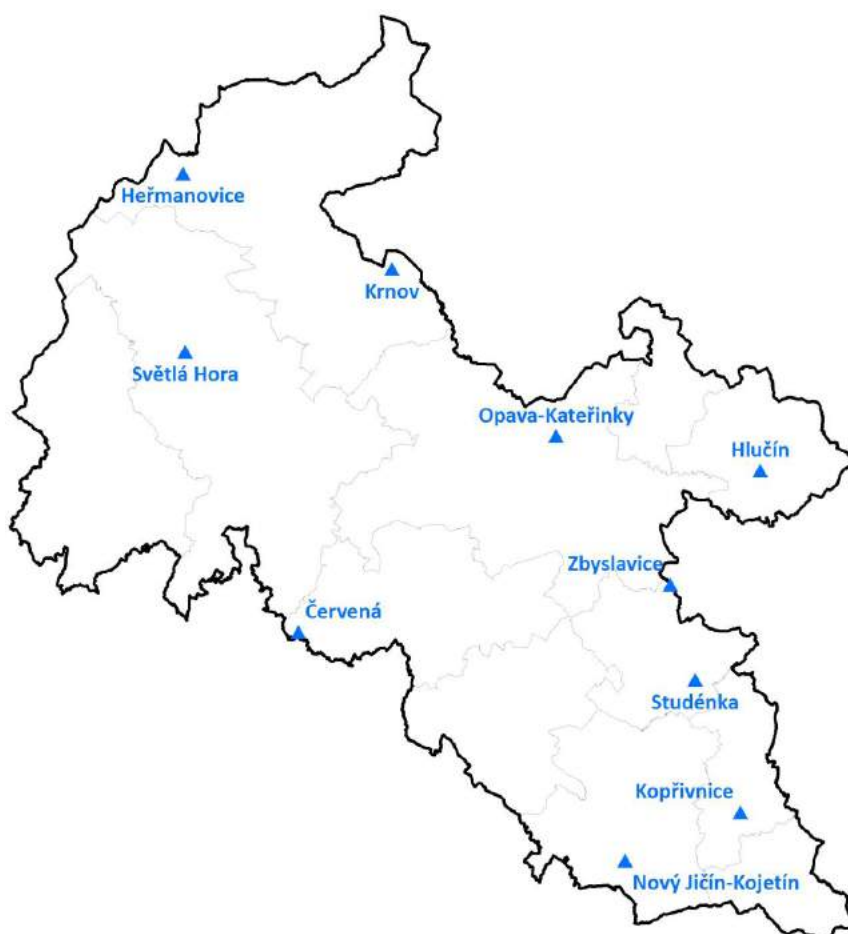 Heřmanovice
Krnov
Světlá Hora
Opava-Kateřinky
Hlučín
Zbyslavice
Červená
Studénka
Kopřivnice
Nový Jičín-Kojetín